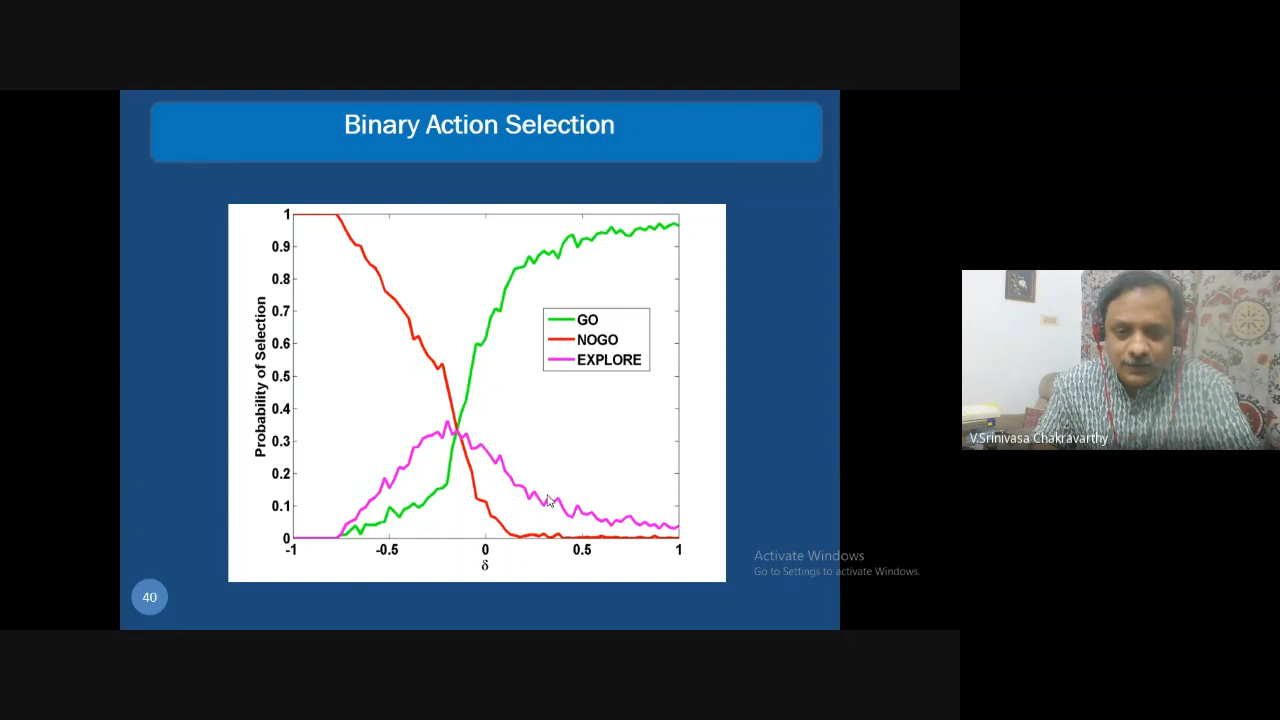 Binary Action Selection
1
0.9
0.8
0.7
0.6
0.5
0.4
0.3
0.2
0.1
0
Probability of Selection
GO
NOGO
EXPLORE
-1 -0.5 0 0.5 1
δ
40
V.Srinivasa Chakravarthy
Activate Windows
Go to Settings to activate Windows.